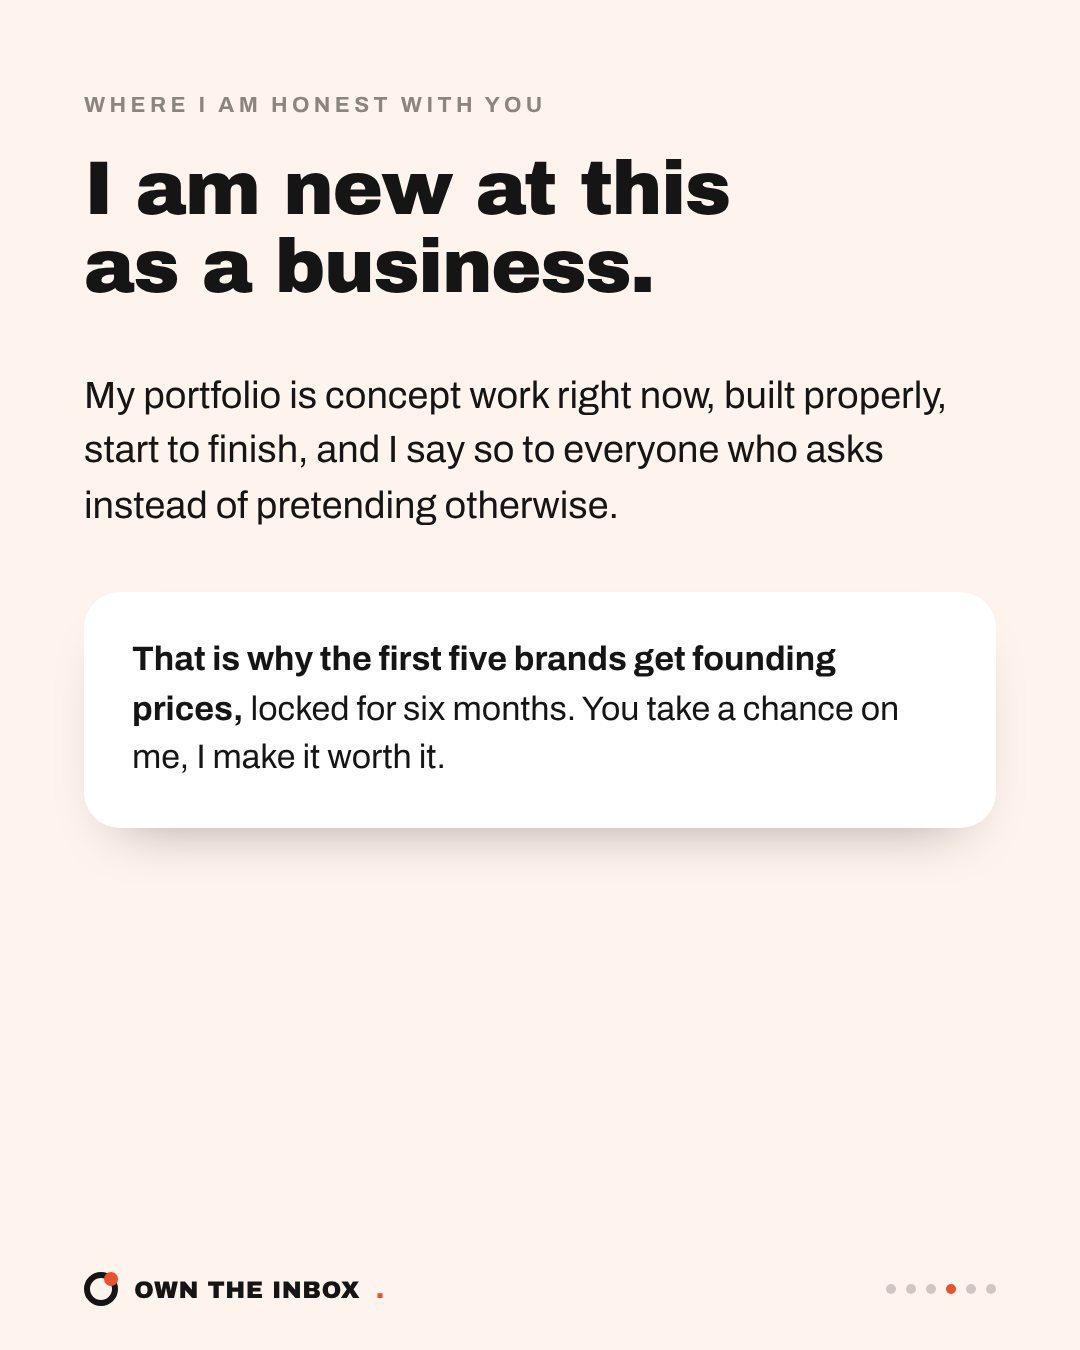 WHERE I AM HONEST WITH YOU
I am new at this
as a business.
My portfolio is concept work right now, built properly,
start to finish, and I say so to everyone who asks
instead of pretending otherwise.
That is why the first five brands get founding
prices, locked for six months. You take a chance on
me, I make it worth it.
OWN THE INBOX .